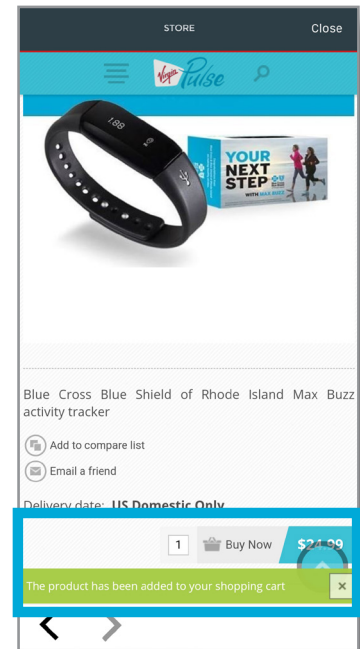 STORE
Close
Virgin Pulse
1.88
YOUR
NEXT
STEP
WITH MAX BUZZ
Blue Cross Blue Shield of Rhode Island Max Buzz
activity tracker
Add to compare list
Email a friend
Delivery date: US Domestic Only
1 Buy Now $24.99
The product has been added to your shopping cart ×